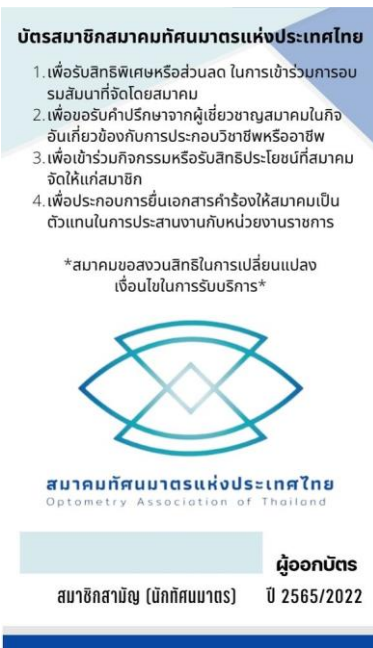 บัตรสมาชิกสมาคมทัศนมาตรแห่งประเทศไทย
1. เพื่อรับสิทธิพิเศษหรือส่วนลด ในการเข้าร่วมการอบ
รมสัมนาที่จัดโดยสมาคม
2. เพื่อขอรับคำปรึกษาจากผู้เชี่ยวชาญสมาคมในกิจ
อันเกี่ยวข้องกับการประกอบวิชาชีพหรืออาชีพ
3. เพื่อเข้าร่วมกิจกรรมหรือรับสิทธิประโยชน์ที่สมาคม
จัดให้แก่สมาชิก
4. เพื่อประกอบการยื่นเอกสารคำร้องให้สมาคมเป็น
ตัวแทนในการประสานงานกับหน่วยงานราชการ
*สมาคมขอสงวนสิทธิในการเปลี่ยนแปลง
เงื่อนไขในการรับบริการ*
สมาคมทัศนมาตรแห่งประเทศไทย
Optometry Association of Thailand
ผู้ออกบัตร
สมาชิกสามัญ (นักทัศนมาตร) ปี 2565/2022